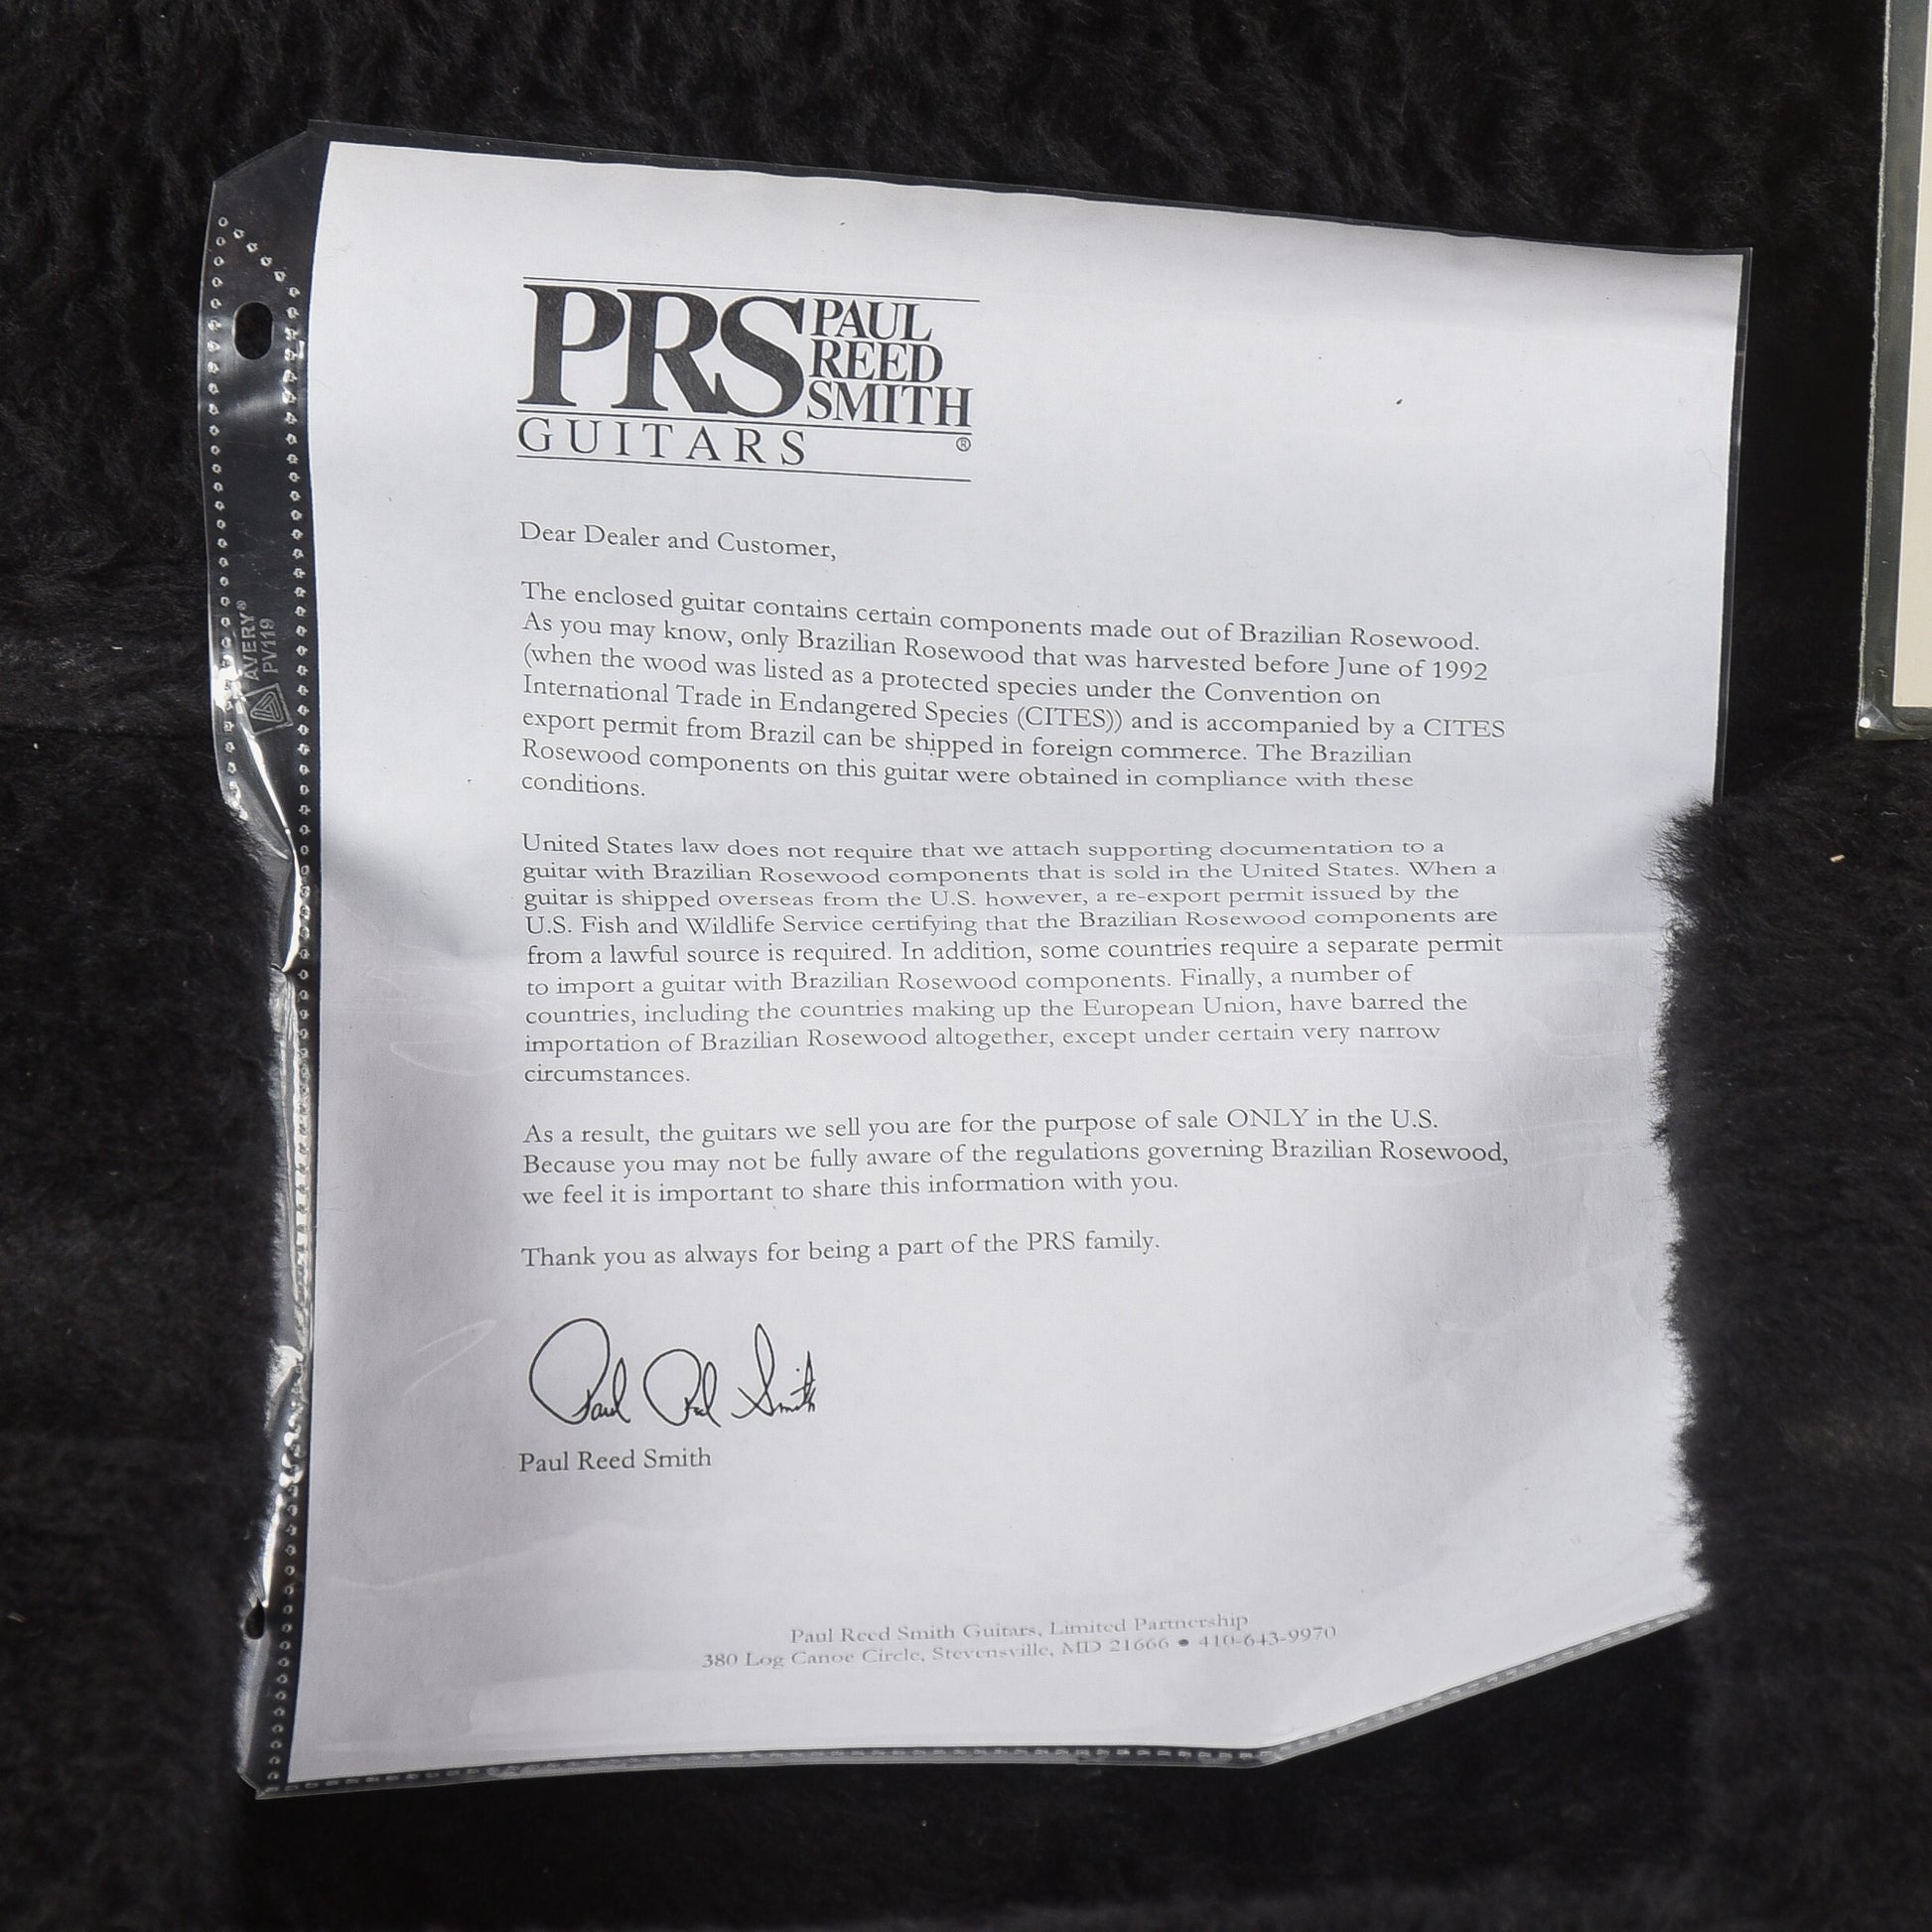 PRS PAUL
REED
SMITH
GUITARS ®
Dear Dealer and Customer,
The enclosed guitar contains certain components made out of Brazilian Rosewood.
As you may know, only Brazilian Rosewood that was harvested before June of 1992
(when the wood was listed as a protected species under the Convention on
International Trade in Endangered Species (CITES)) and is accompanied by a CITES
export permit from Brazil can be shipped in foreign commerce. The Brazilian
Rosewood components on this guitar were obtained in compliance with these
conditions.
United States law does not require that we attach supporting documentation to a
guitar with Brazilian Rosewood components that is sold in the United States. When a
guitar is shipped overseas from the U.S. however, a re-export permit issued by the
U.S. Fish and Wildlife Service certifying that the Brazilian Rosewood components are
from a lawful source is required. In addition, some countries require a separate permit
to import a guitar with Brazilian Rosewood components. Finally, a number of
countries, including the countries making up the European Union, have barred the
importation of Brazilian Rosewood altogether, except under certain very narrow
circumstances.
As a result, the guitars we sell you are for the purpose of sale ONLY in the U.S.
Because you may not be fully aware of the regulations governing Brazilian Rosewood,
we feel it is important to share this information with you.
Thank you as always for being a part of the PRS family.
Paul Reed Smith
Paul Reed Smith
Paul Reed Smith Guitars, Limited Partnership
380 Log Canoe Circle, Stevensville, MD 21666 • 410-643-9970
AVERY®
PV119